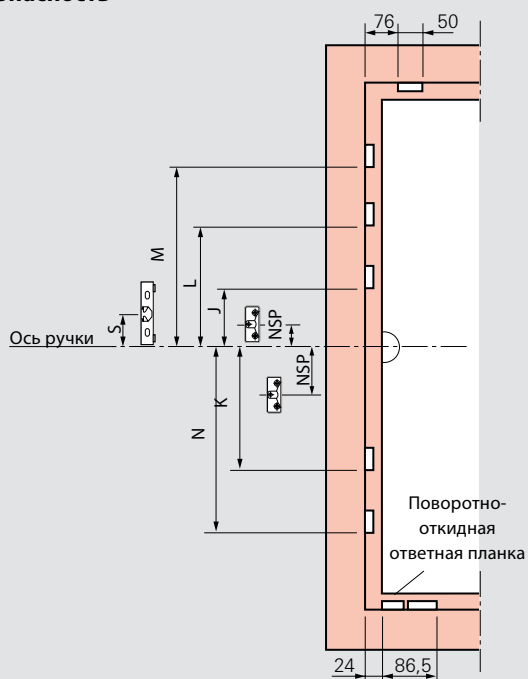 76 50
M
L
J
S
NSP
Ось ручки
NSP
K
N
Поворотно-
откидная
ответная планка
24 86,5